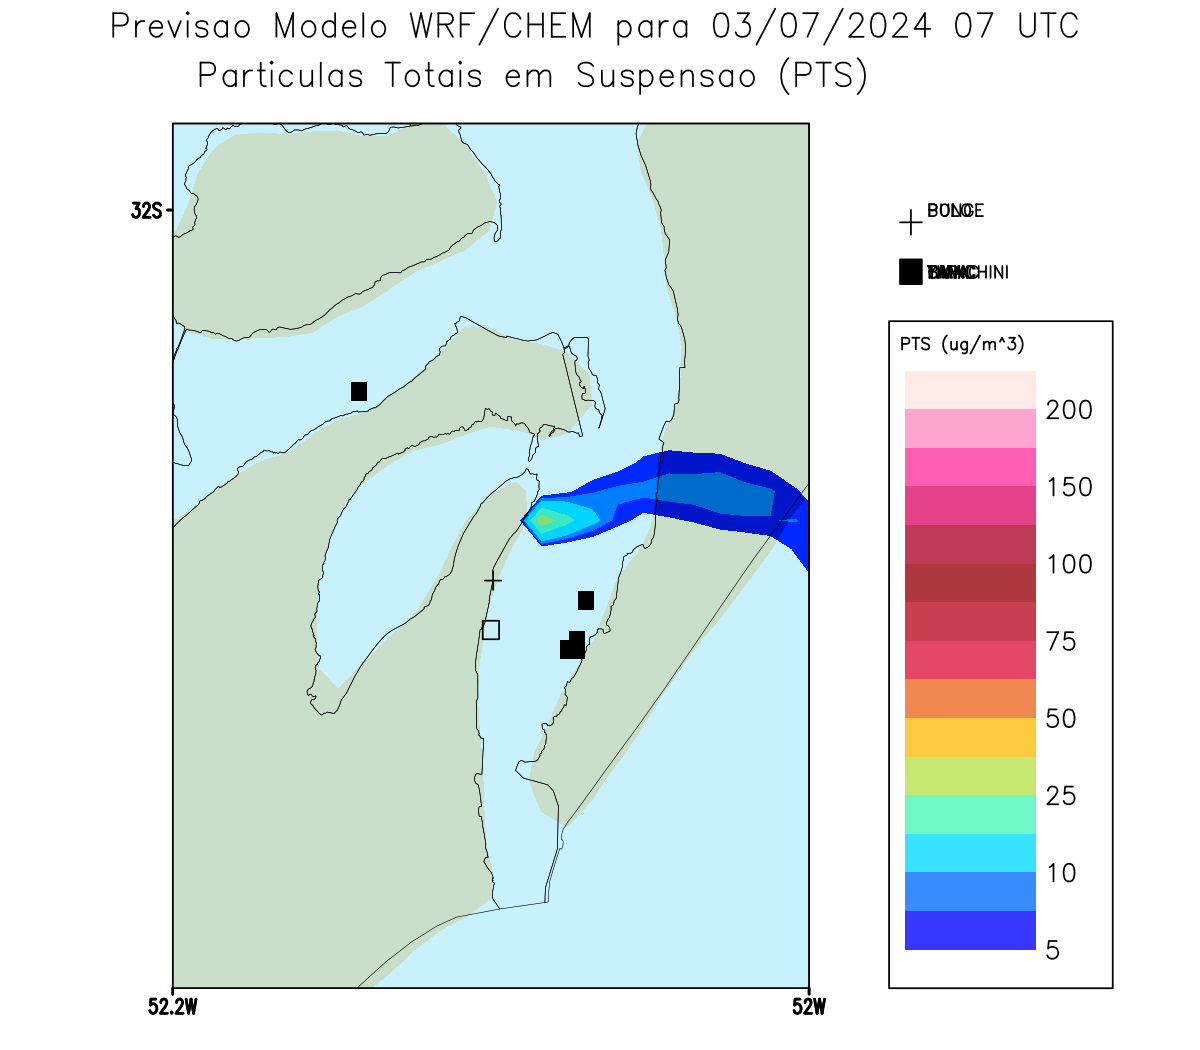 Previsao Modelo WRF/CHEM para 03/07/2024 07 UTC
Particulas Totais em Suspensao (PTS)
32S
PTS (ug/m^3)
200
150
100
75
50
25
10
5
52.2W
52W